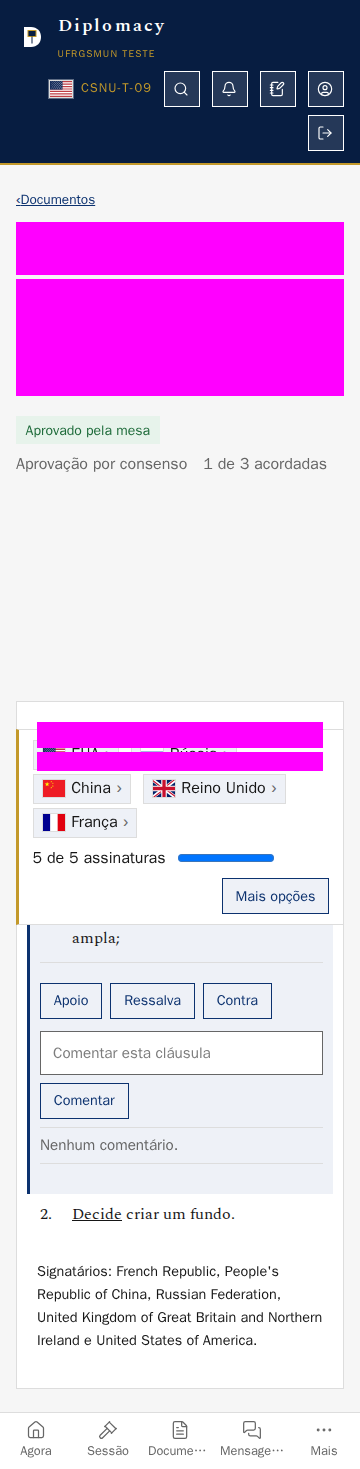 Diplomacy
UFRGSMUN TESTE
CSNU-T-09
‹Documentos
Aprovado pela mesa
Aprovação por consenso 1 de 3 acordadas
China ›
Reino Unido ›
França ›
5 de 5 assinaturas
Mais opções
ampla;
Apoio
Ressalva
Contra
Comentar esta cláusula
Comentar
Nenhum comentário.
2. Decide criar um fundo.
Signatários: French Republic, People's
Republic of China, Russian Federation,
United Kingdom of Great Britain and Northern
Ireland e United States of America.
Agora
Sessão
Docume···
Mensage···
Mais